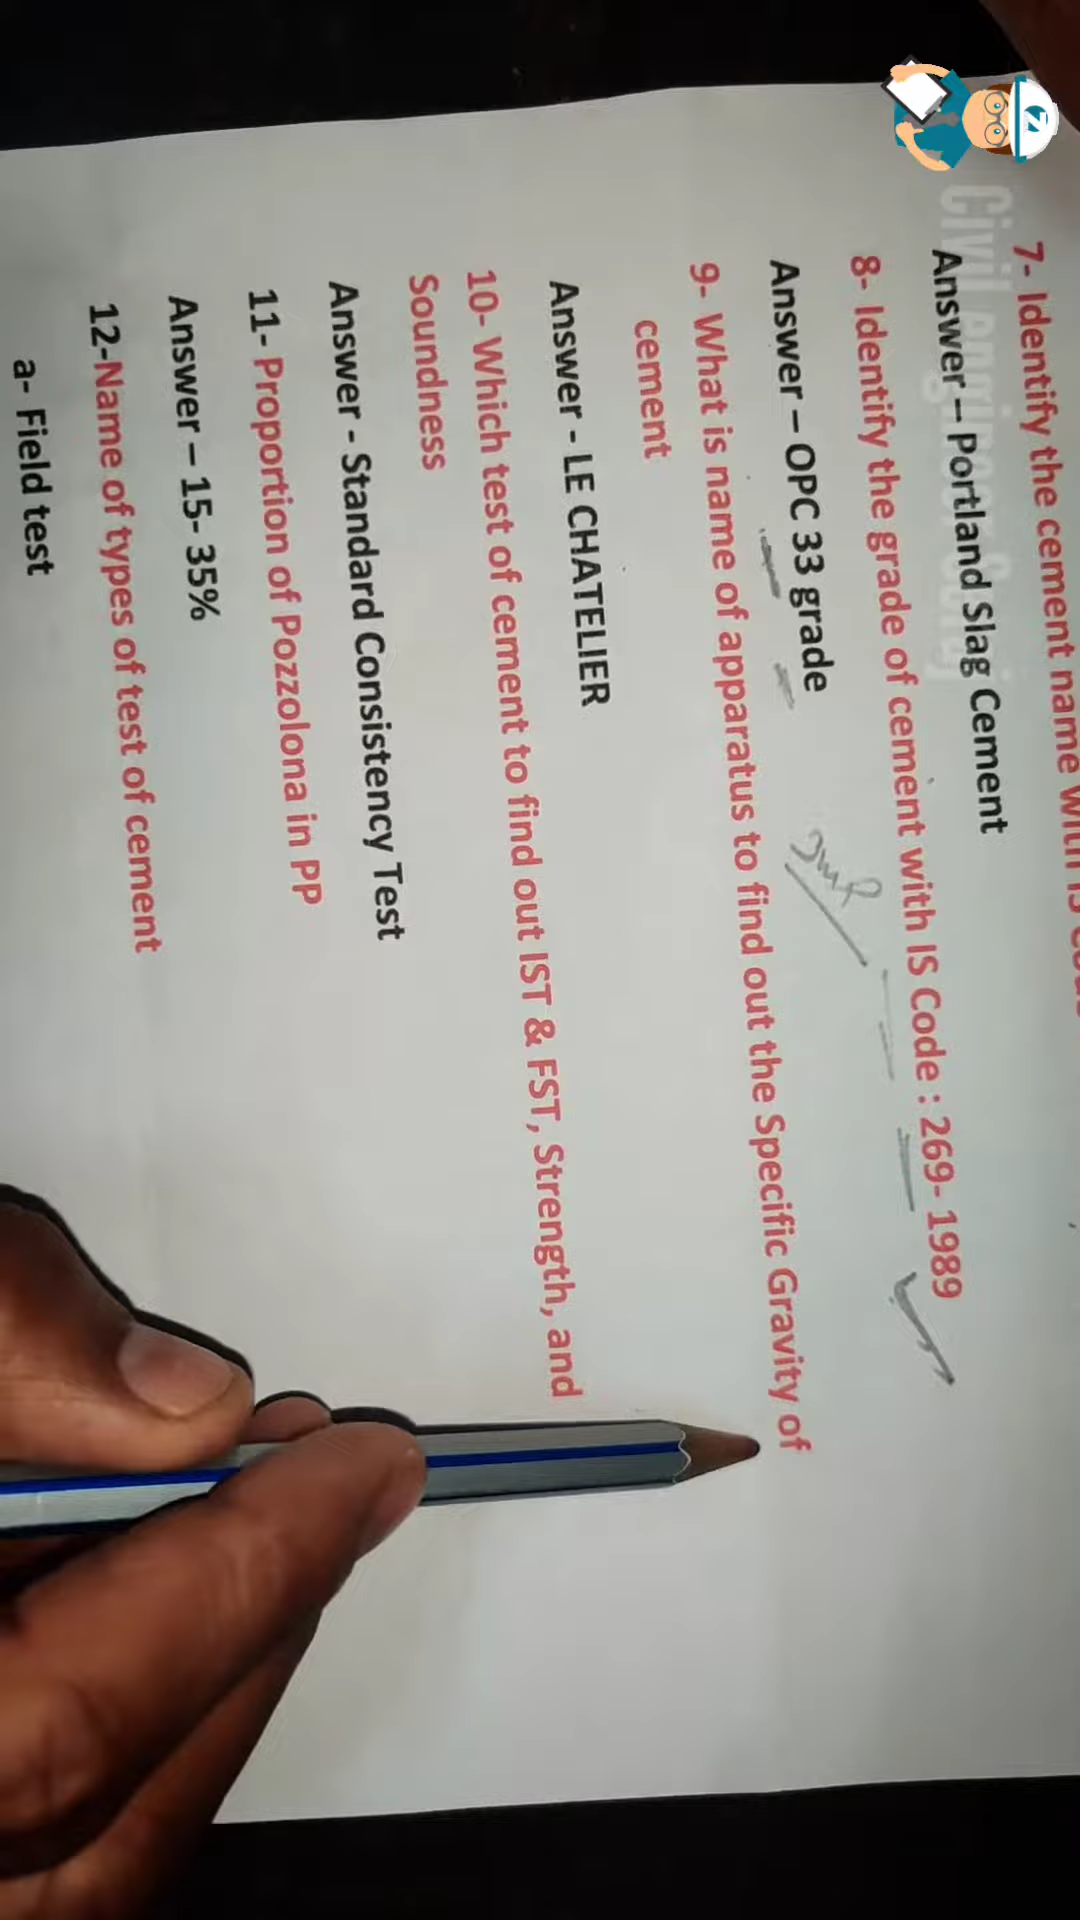 7- Identify the cement name with IS
Answer – Portland Slag Cement
8- Identify the grade of cement with IS Code : 269- 1989
Answer – OPC 33 grade
9- What is name of apparatus to find out the Specific Gravity of
cement
Answer - LE CHATELIER
10- Which test of cement to find out IST & FST, Strength, and
Soundness
Answer - Standard Consistency Test
11- Proportion of Pozzolona in PP
Answer – 15- 35%
12-Name of types of test of cement
a- Field test
Civil